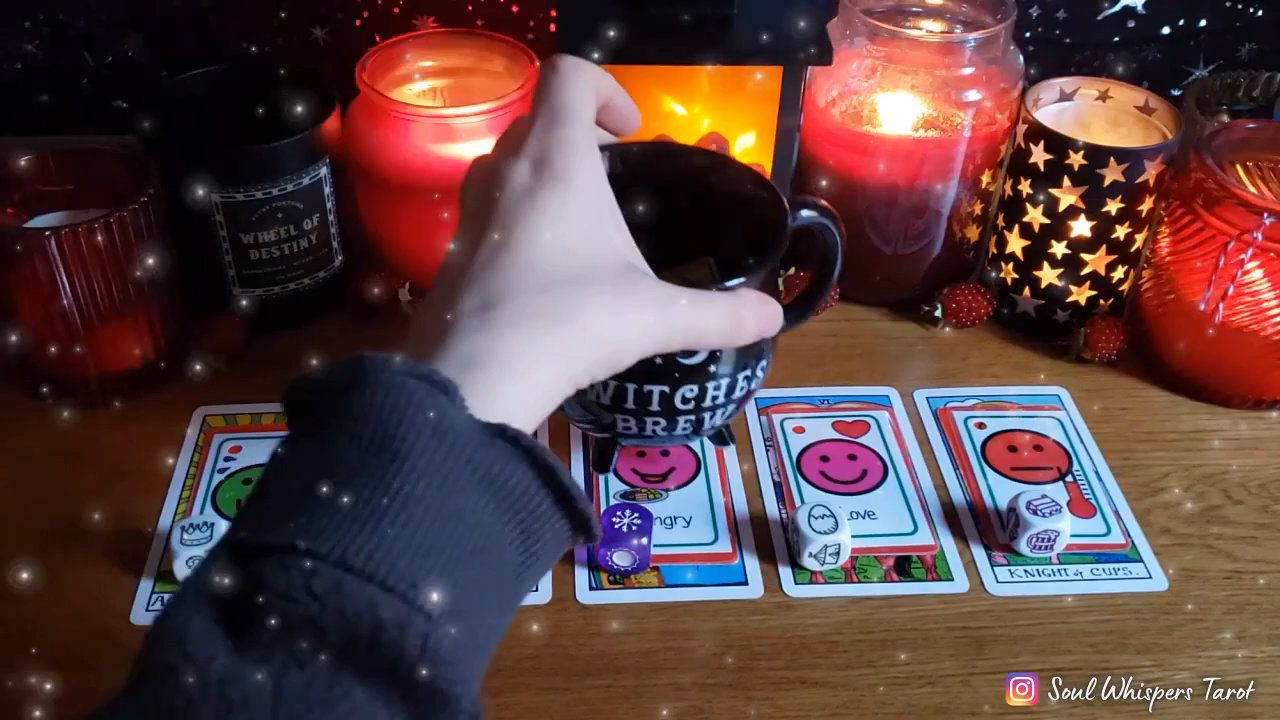 WHEEL OF
DESTINY
WITCHES
BREW
VI
ngry
Love
A
KNIGHT of CUPS.
Soul Whispers Tarot